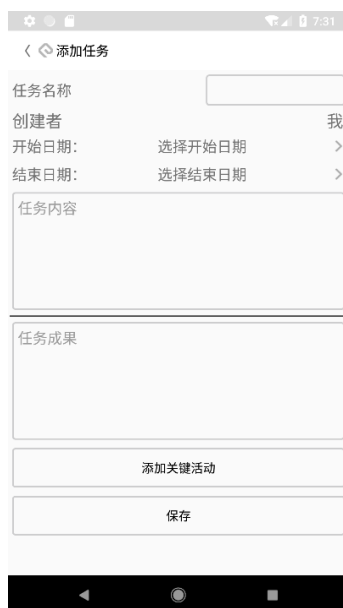 7:31
添加任务
任务名称
创建者 我
开始日期: 选择开始日期
结束日期: 选择结束日期
任务内容
任务成果
添加关键活动
保存